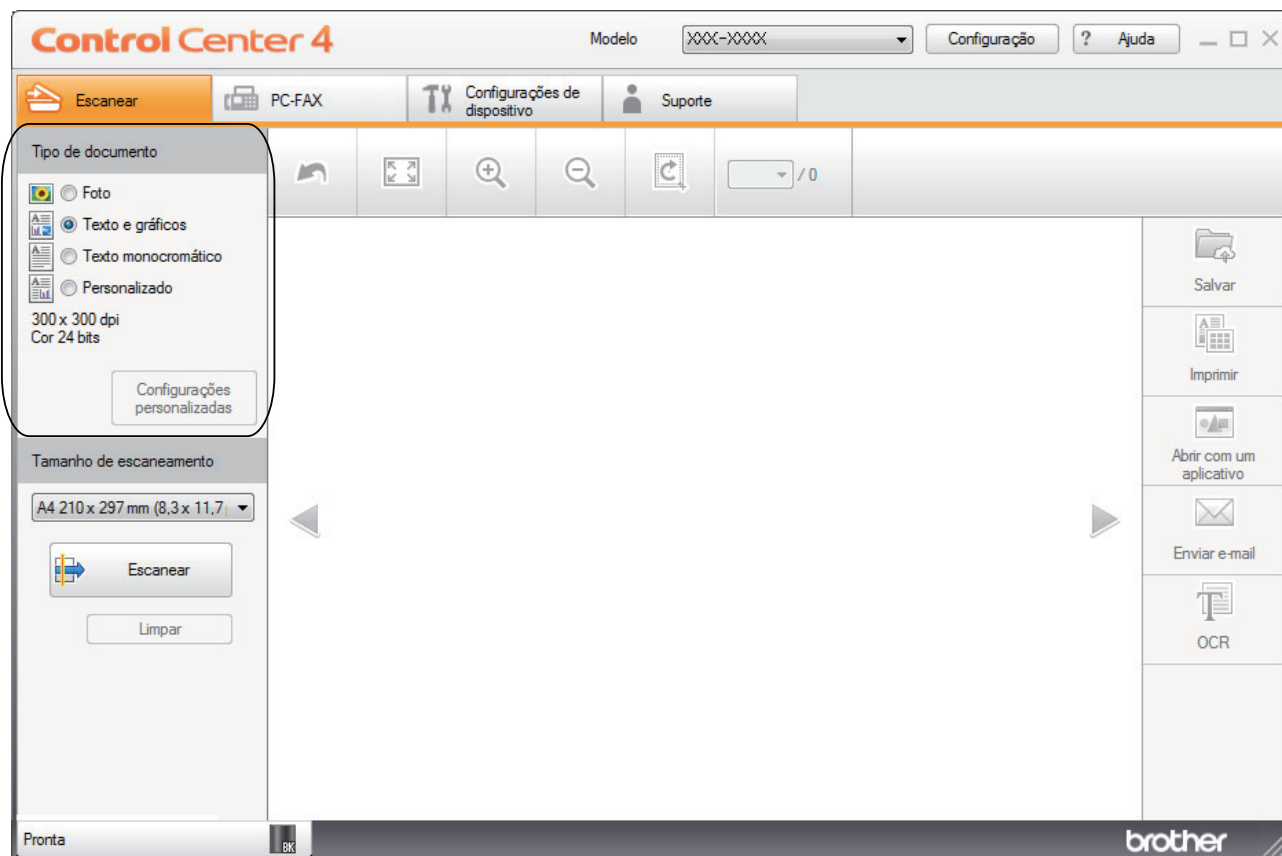 Control Center 4
Modelo XXX-XXXX Configuração ? Ajuda
Escanear PC-FAX Configurações de dispositivo Suporte
Tipo de documento
/ 0
Foto
Texto e gráficos
Texto monocromático
Personalizado
300 x 300 dpi
Cor 24 bits
Configurações
personalizadas
Tamanho de escaneamento
A4 210 x 297 mm (8,3 x 11,7
Escanear
Limpar
Salvar
Imprimir
Abrir com um
aplicativo
Enviar e-mail
OCR
Pronta BK brother